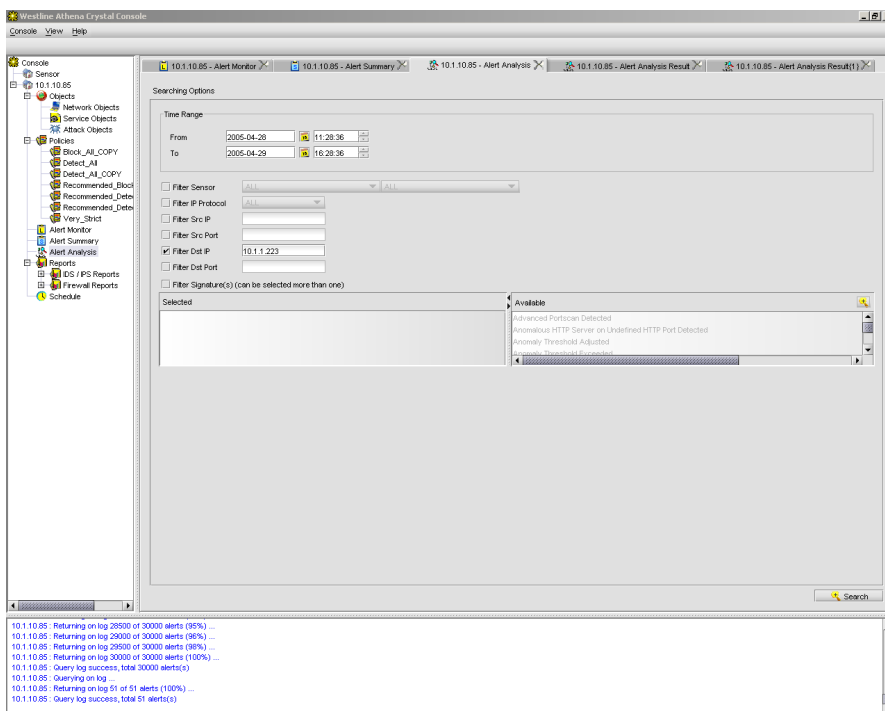 Westline Athena Crystal Console
Console View Help
Console
Sensor
10.1.10.85
Objects
Network Objects
Service Objects
Attack Objects
Policies
Block_All_COPY
Detect_All
Detect_All_COPY
Recommended_Block
Recommended_Dete
Recommended_Dete
Very_Strict
Alert Monitor
Alert Summary
Alert Analysis
Reports
IDS / IPS Reports
Firewall Reports
Schedule
10.1.10.85 - Alert Monitor
10.1.10.85 - Alert Summary
10.1.10.85 - Alert Analysis
10.1.10.85 - Alert Analysis Result
10.1.10.85 - Alert Analysis Result(1)
Searching Options
Time Range
From 2005-04-28 11:28:36
To 2005-04-29 16:28:36
Filter Sensor ALL ALL
Filter IP Protocol ALL
Filter Src IP
Filter Src Port
Filter Dst IP 10.1.1.223
Filter Dst Port
Filter Signature(s) (can be selected more than one)
Selected
Available
Advanced Portscan Detected
Anomalous HTTP Server on Undefined HTTP Port Detected
Anomaly Threshold Adjusted
Anomaly Threshold Exceeded
Search
10.1.10.85 : Returning on log 28500 of 30000 alerts (95%) ...
10.1.10.85 : Returning on log 29000 of 30000 alerts (96%) ...
10.1.10.85 : Returning on log 29500 of 30000 alerts (98%) ...
10.1.10.85 : Returning on log 30000 of 30000 alerts (100%) ...
10.1.10.85 : Query log success, total 30000 alerts(s)
10.1.10.85 : Querying on log ...
10.1.10.85 : Returning on log 51 of 51 alerts (100%) ...
10.1.10.85 : Query log success, total 51 alerts(s)